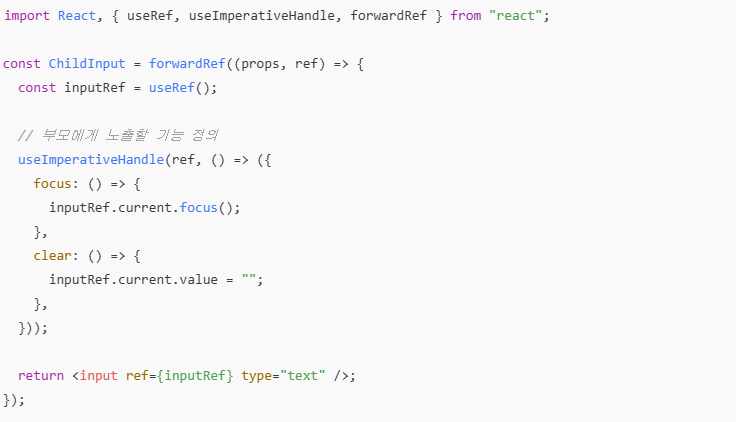 import React, { useRef, useImperativeHandle, forwardRef } from "react";
const ChildInput = forwardRef((props, ref) => {
  const inputRef = useRef();
  // 부모에게 노출할 기능 정의
  useImperativeHandle(ref, () => ({
    focus: () => {
      inputRef.current.focus();
    },
    clear: () => {
      inputRef.current.value = "";
    },
  }));
  return <input ref={inputRef} type="text" />;
});